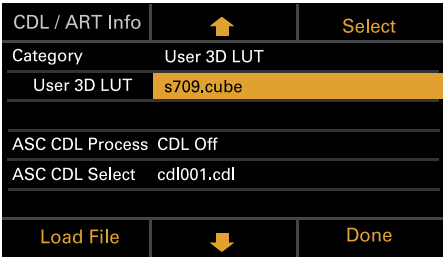 CDL / ART Info Select
Category User 3D LUT
User 3D LUT s709.cube
ASC CDL Process CDL Off
ASC CDL Select cdl001.cdl
Load File Done